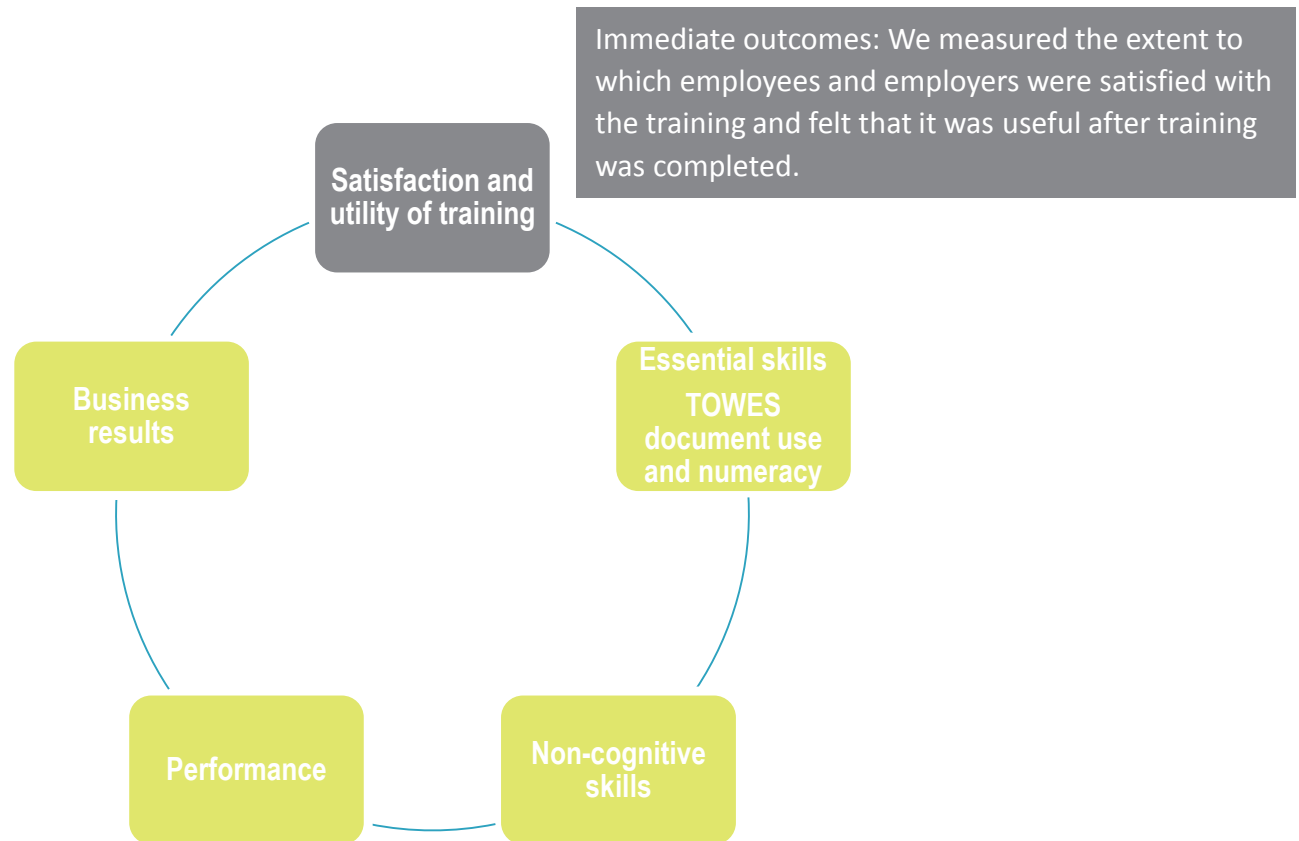 Immediate outcomes: We measured the extent to
which employees and employers were satisfied with
the training and felt that it was useful after training
was completed.
Satisfaction and
utility of training
Essential skills
TOWES
document use
and numeracy
Non-cognitive
skills
Performance
Business
results